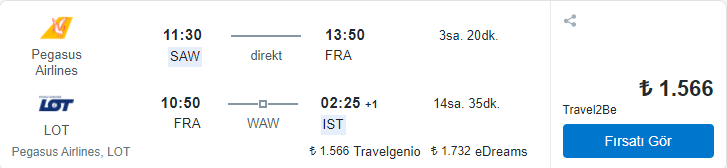 11:30 13:50 3sa. 20dk.
Pegasus Airlines SAW direkt FRA
LOT
10:50 02:25 +1 14sa. 35dk.
LOT FRA WAW IST
Pegasus Airlines, LOT ₺ 1.566 Travelgenio ₺ 1.732 eDreams
₺ 1.566
Travel2Be
Fırsatı Gör